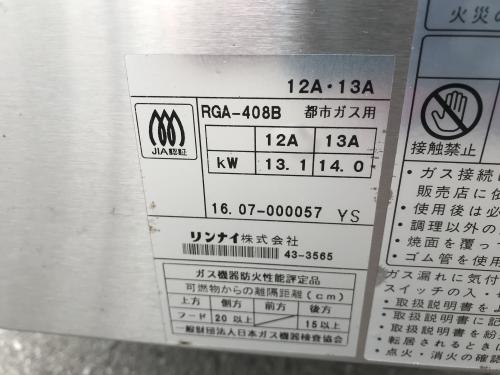 12A・13A
JIA認証
RGA-408B 都市ガス用
12A 13A
kW 13.1 14.0
16.07-000057 YS
リンナイ株式会社
43-3565
ガス機器防火性能評定品
可燃物からの離隔距離(cm)
上方 側方 前方 後方
フード 20以上 15以上
一般財団法人日本ガス機器検査協会
火災の
接触禁止
・ガス接続
販売店に依
・使用後は必
・調理以外の
・焼面を覆っ
・ゴム管を使用
ガス漏れに気付
スイッチの入・
・取扱説明書を
・取扱説明書に記
・取扱説明書を紛
・転居されるときは
・点火・消火の確認